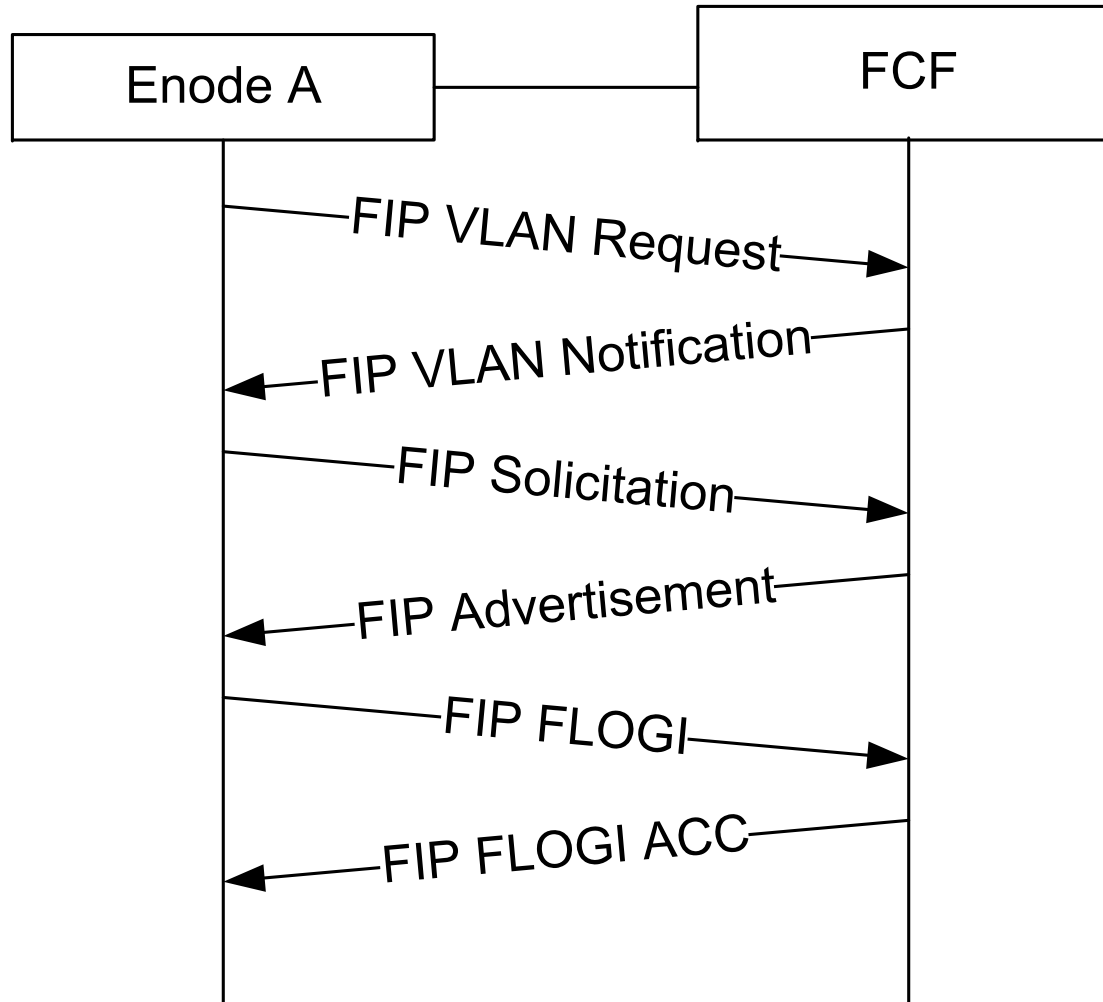 Enode A
FCF
FIP VLAN Request
FIP VLAN Notification
FIP Solicitation
FIP Advertisement
FIP FLOGI
FIP FLOGI ACC